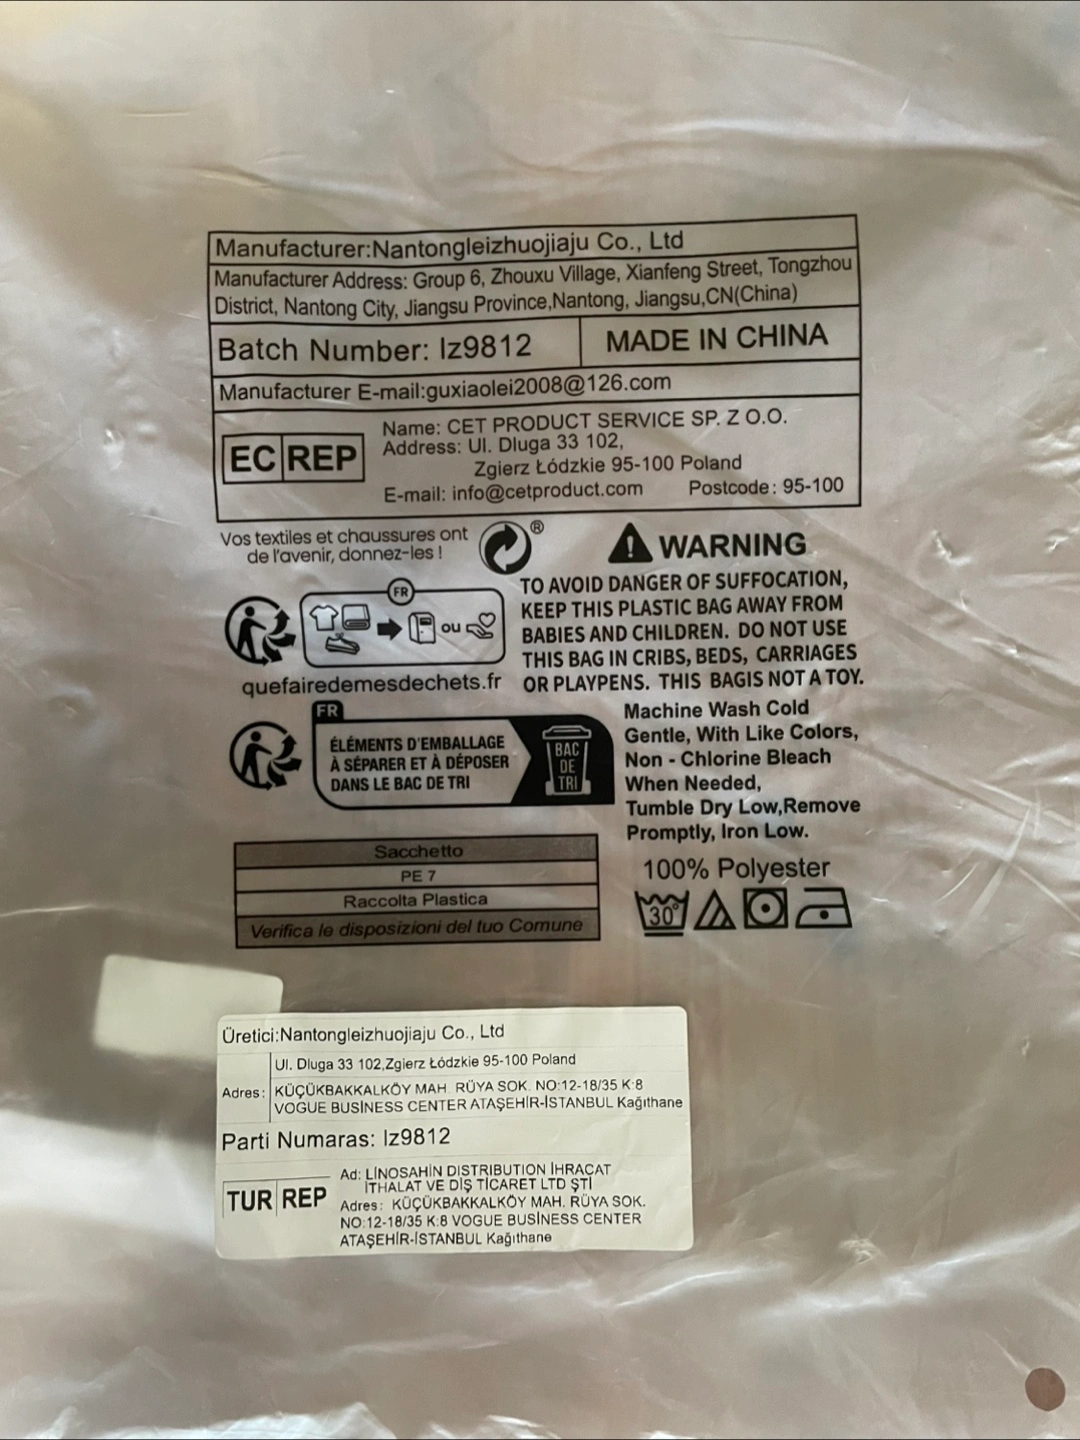 Manufacturer:Nantongleizhuojiaju Co., Ltd
Manufacturer Address: Group 6, Zhouxu Village, Xianfeng Street, Tongzhou
District, Nantong City, Jiangsu Province,Nantong, Jiangsu,CN(China)
Batch Number: lz9812
MADE IN CHINA
Manufacturer E-mail:guxiaolei2008@126.com
EC REP
Name: CET PRODUCT SERVICE SP. Z O.O.
Address: Ul. Dluga 33 102,
Zgierz Łódzkie 95-100 Poland
E-mail: info@cetproduct.com
Postcode: 95-100
Vos textiles et chaussures ont
de l'avenir, donnez-les !
®
FR
ou
quefairedemesdechets.fr
WARNING
TO AVOID DANGER OF SUFFOCATION,
KEEP THIS PLASTIC BAG AWAY FROM
BABIES AND CHILDREN. DO NOT USE
THIS BAG IN CRIBS, BEDS, CARRIAGES
OR PLAYPENS. THIS BAGIS NOT A TOY.
FR
ÉLÉMENTS D'EMBALLAGE
À SÉPARER ET À DÉPOSER
DANS LE BAC DE TRI
BAC
DE
TRI
Machine Wash Cold
Gentle, With Like Colors,
Non - Chlorine Bleach
When Needed,
Tumble Dry Low,Remove
Promptly, Iron Low.
Sacchetto
PE 7
Raccolta Plastica
Verifica le disposizioni del tuo Comune
100% Polyester
30°
Üretici:Nantongleizhuojiaju Co., Ltd
Adres:
Ul. Dluga 33 102,Zgierz Łódzkie 95-100 Poland
KÜÇÜKBAKKALKÖY MAH. RÜYA SOK. NO:12-18/35 K:8
VOGUE BUSİNESS CENTER ATAŞEHİR-İSTANBUL Kağıthane
Parti Numaras: lz9812
TUR REP
Ad: LİNOSAHİN DISTRIBUTION İHRACAT
İTHALAT VE DİŞ TİCARET LTD ŞTİ
Adres: KÜÇÜKBAKKALKÖY MAH. RÜYA SOK.
NO:12-18/35 K:8 VOGUE BUSİNESS CENTER
ATAŞEHİR-İSTANBUL Kağıthane